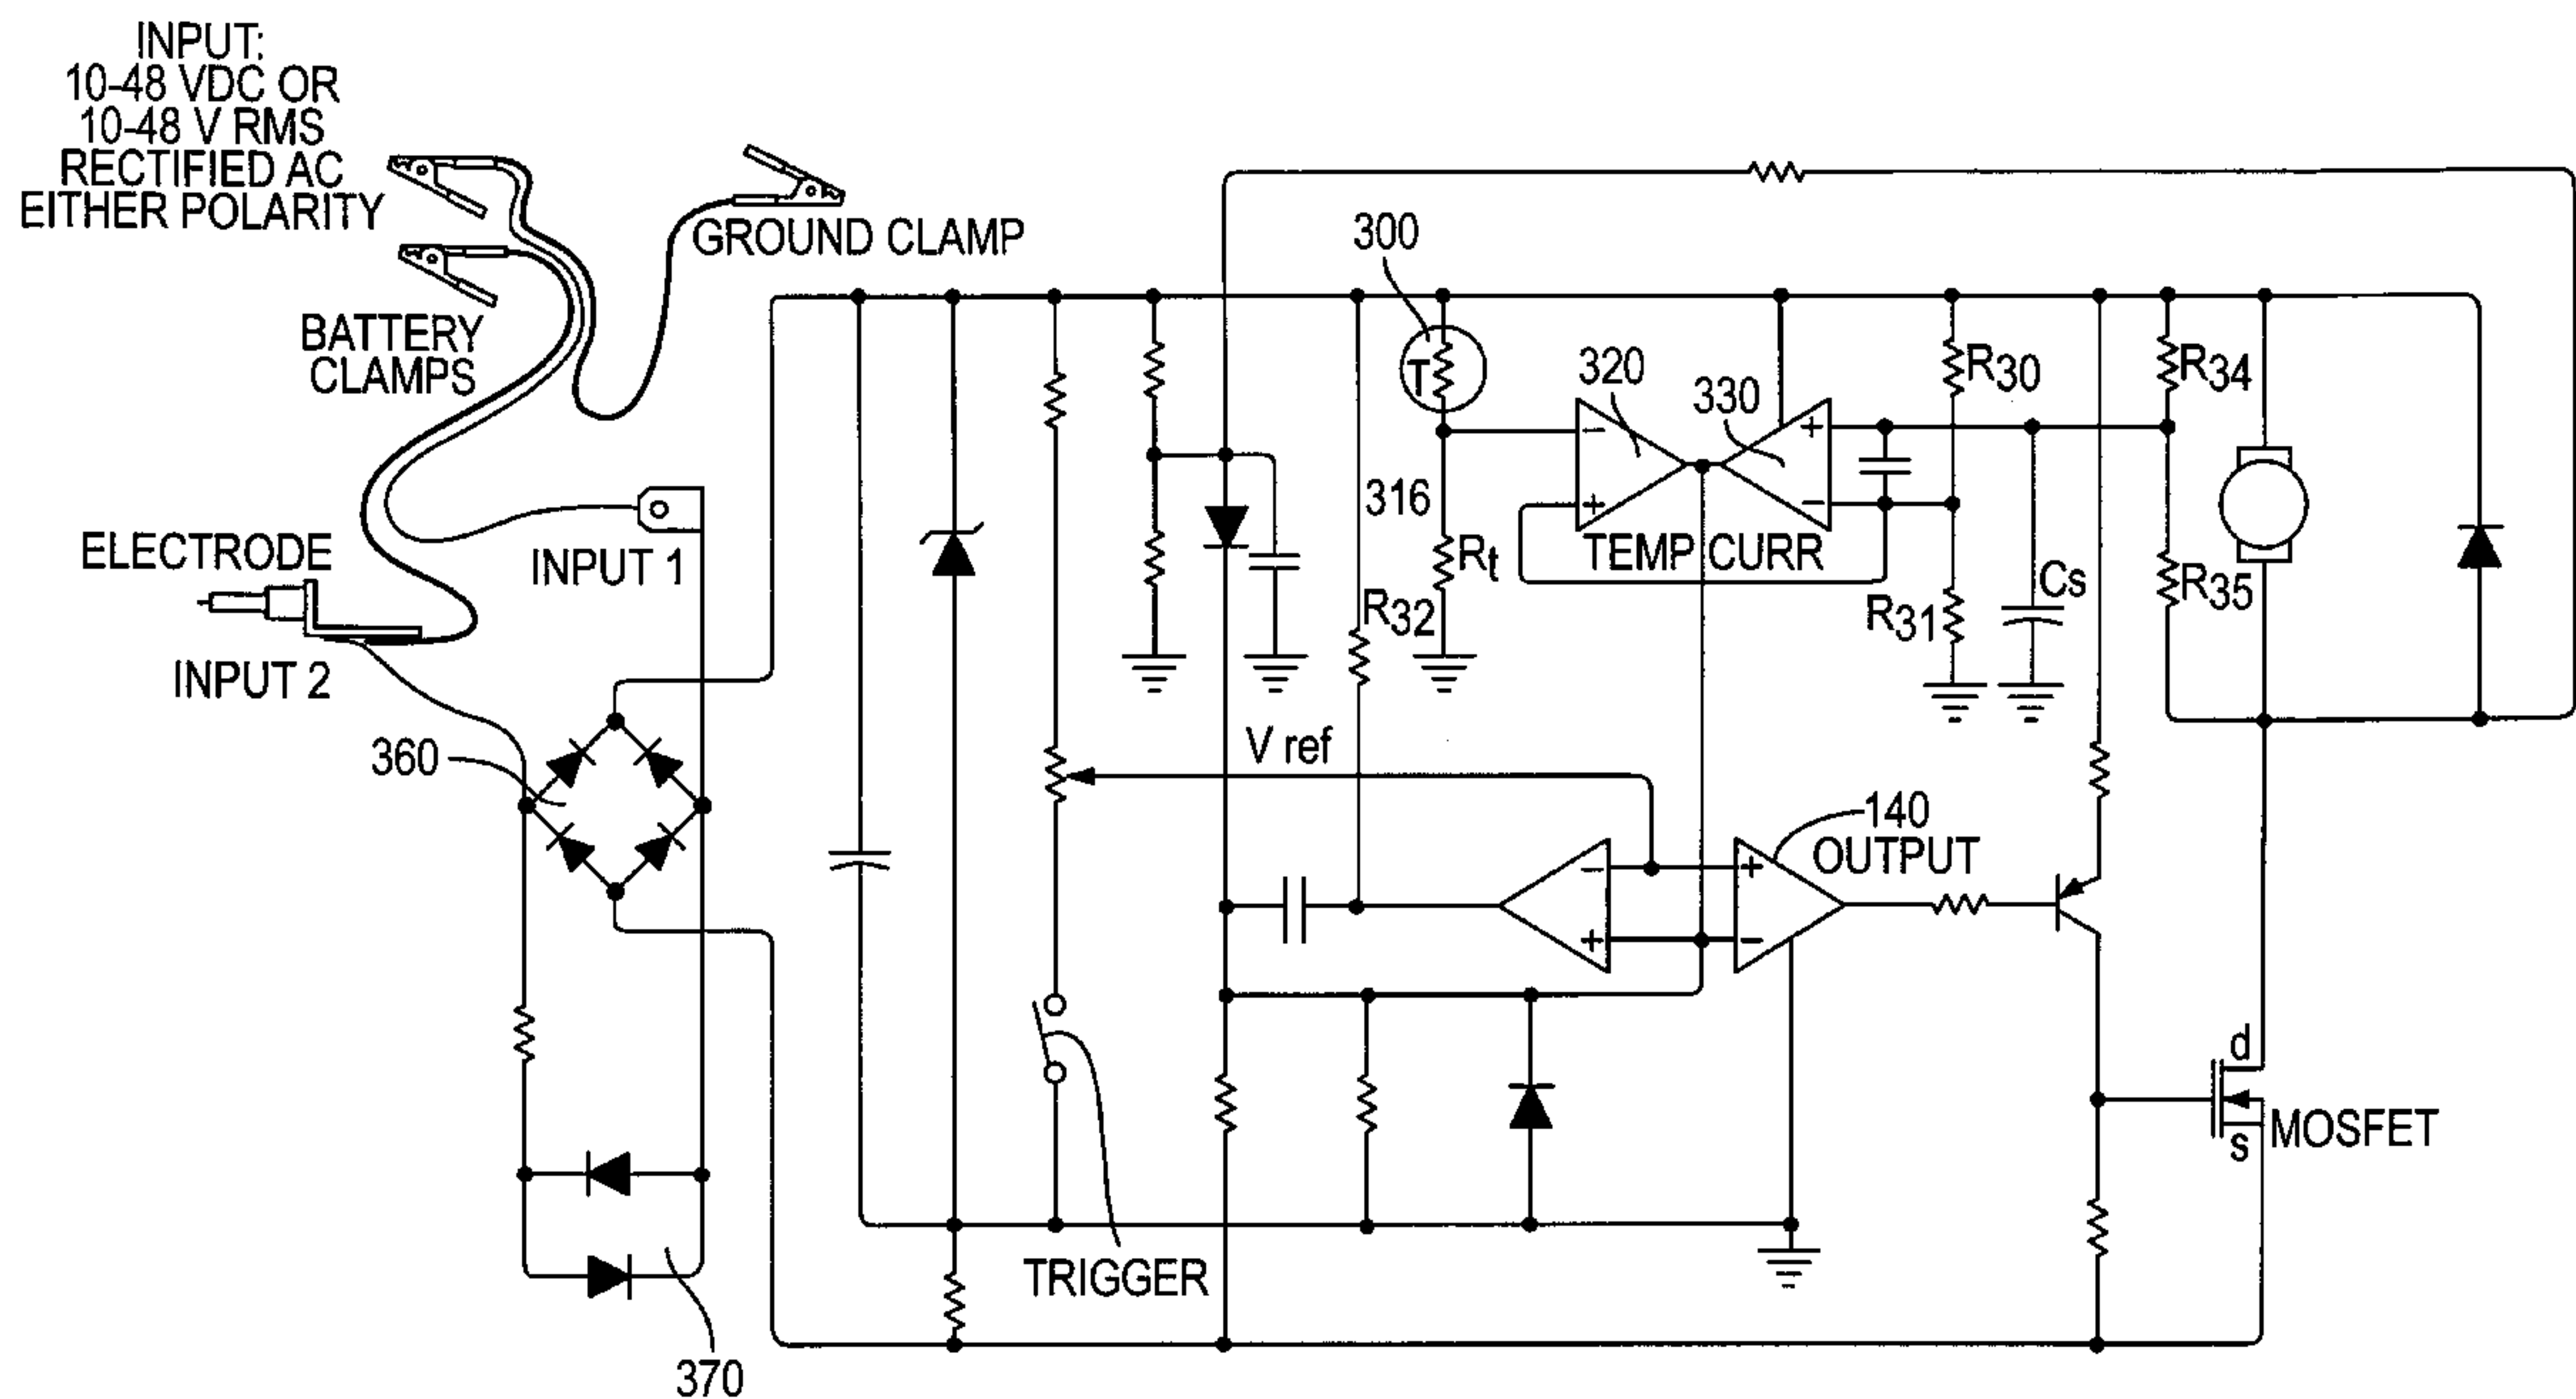 INPUT:
10-48 VDC OR
10-48 V RMS
RECTIFIED AC
EITHER POLARITY
GROUND CLAMP
BATTERY
CLAMPS
ELECTRODE
INPUT 1
INPUT 2
360
370
300
T
316
Rt
R32
320
330
- +
+ -
TEMP CURR
R30
R31
Cs
R34
R35
V ref
140
OUTPUT
- +
+ -
TRIGGER
d
MOSFET
s